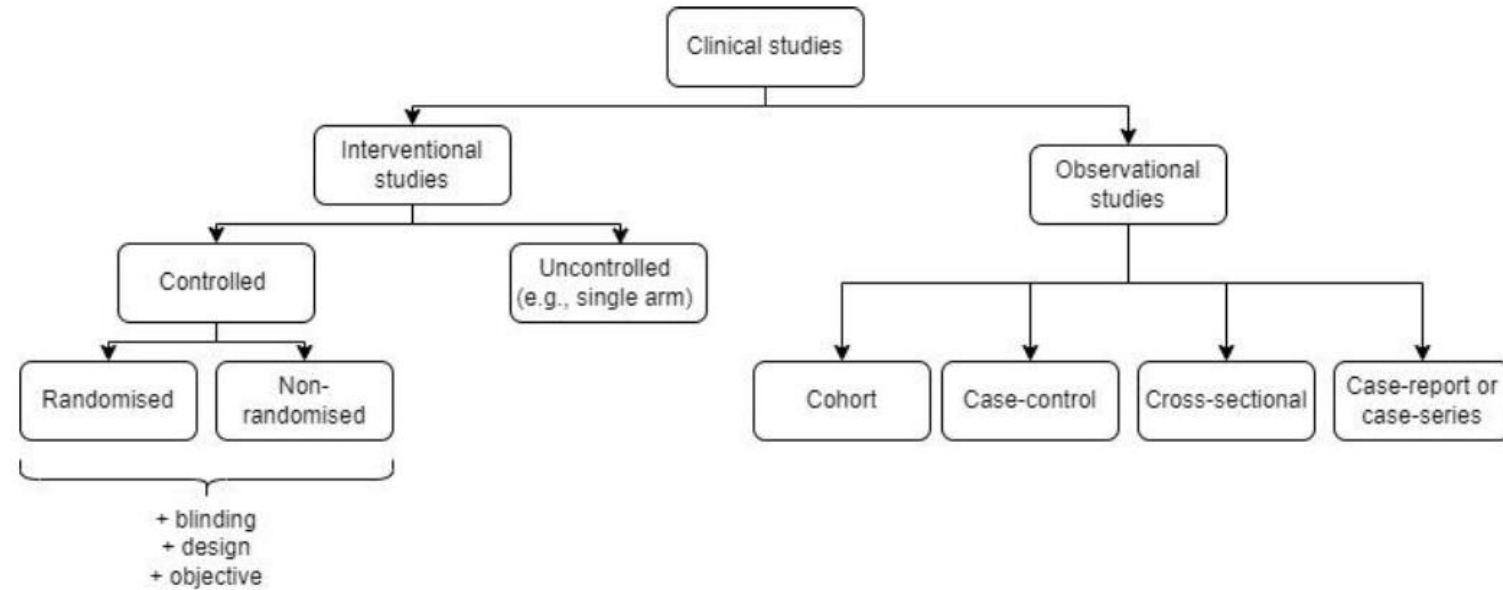 Clinical studies
Interventional
studies
Observational
studies
Controlled
Uncontrolled
(e.g., single arm)
Randomised
Non-
randomised
Cohort
Case-control
Cross-sectional
Case-report or
case-series
+ blinding
+ design
+ objective